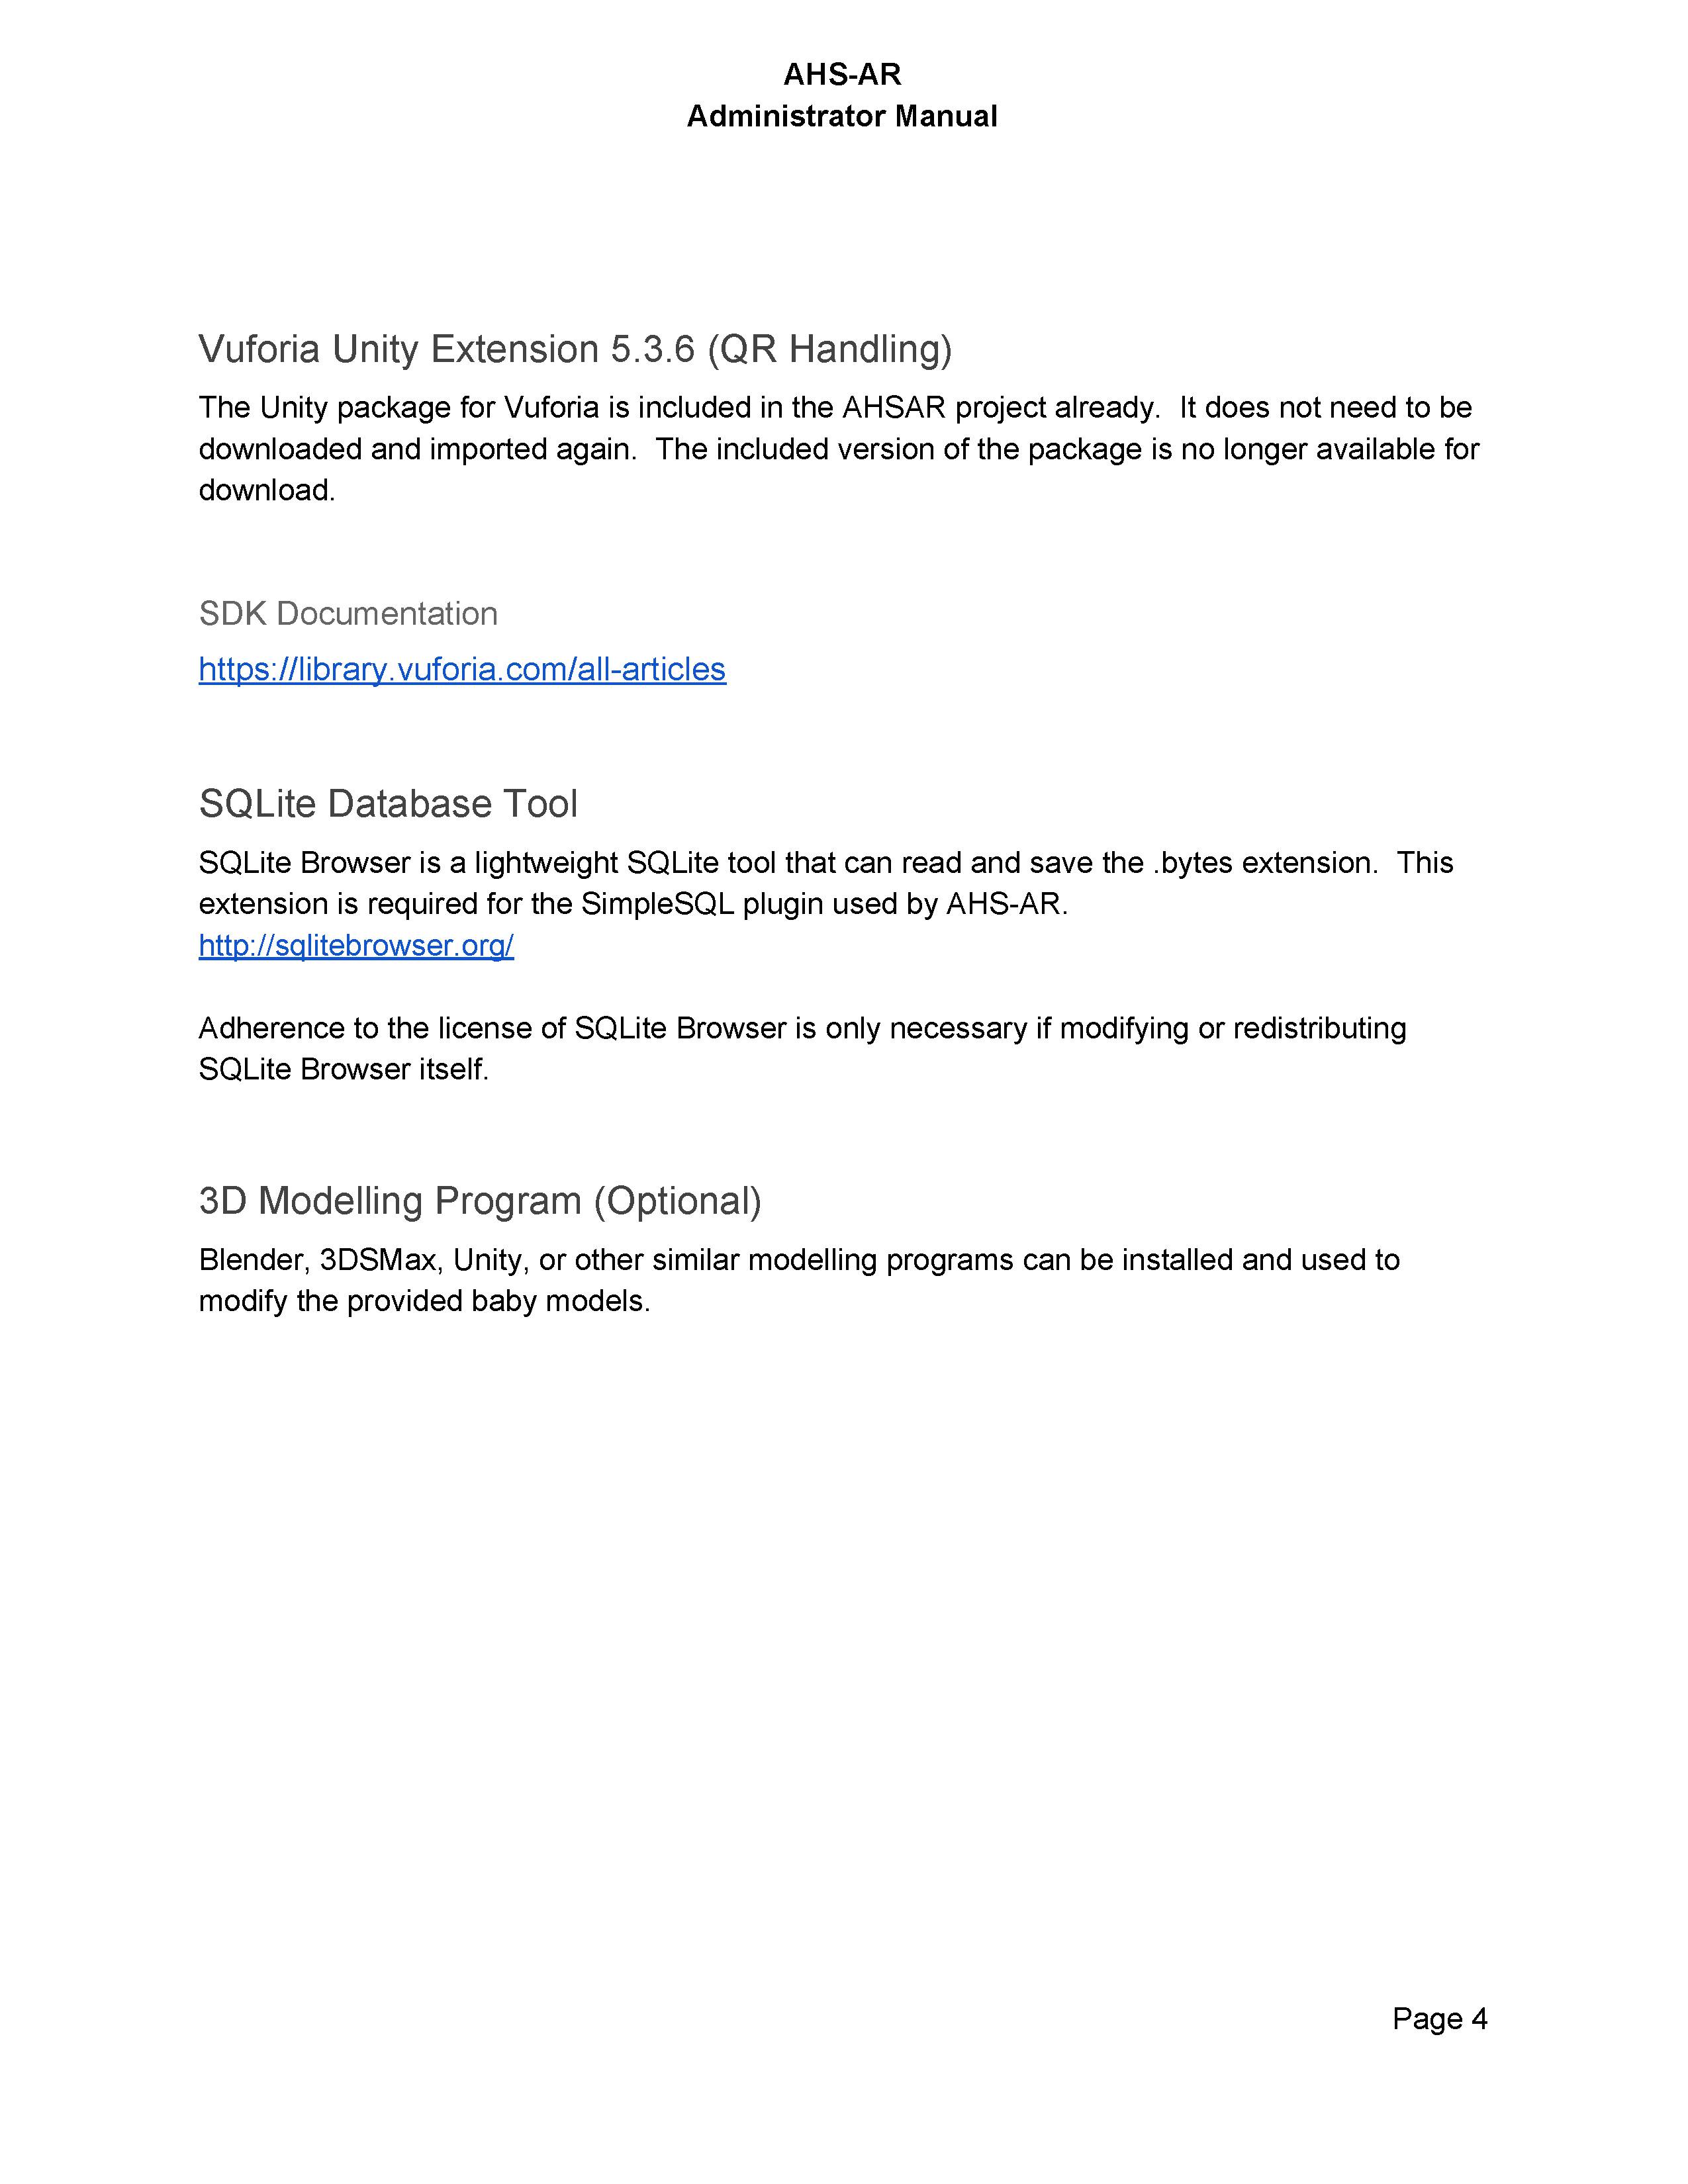 AHS-AR
Administrator Manual
Vuforia Unity Extension 5.3.6 (QR Handling)
The Unity package for Vuforia is included in the AHSAR project already.  It does not need to be
downloaded and imported again.  The included version of the package is no longer available for
download.
SDK Documentation
https://library.vuforia.com/all-articles
SQLite Database Tool
SQLite Browser is a lightweight SQLite tool that can read and save the .bytes extension.  This
extension is required for the SimpleSQL plugin used by AHS-AR.
http://sqlitebrowser.org/
Adherence to the license of SQLite Browser is only necessary if modifying or redistributing
SQLite Browser itself.
3D Modelling Program (Optional)
Blender, 3DSMax, Unity, or other similar modelling programs can be installed and used to
modify the provided baby models.
Page 4